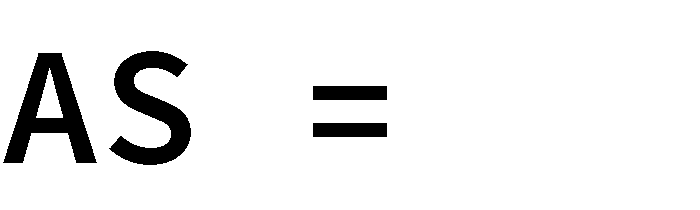 AS =